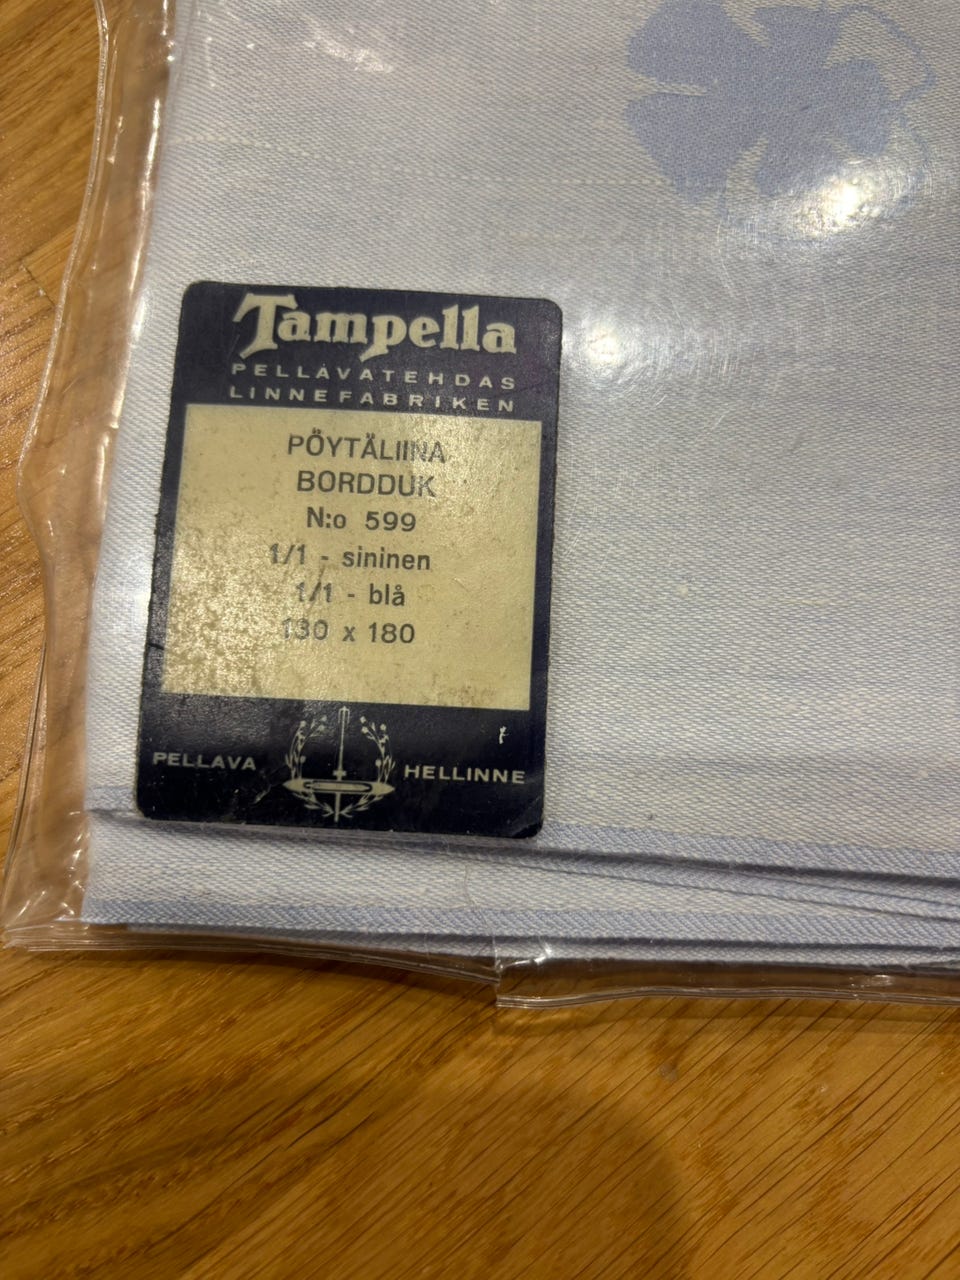 Tampella
PELLAVATEHDAS
LINNEFABRIKEN
PÖYTÄLIINA
BORDDUK
N:o 599
1/1 - sininen
1/1 - blå
130 x 180
PELLAVA HELLINNE